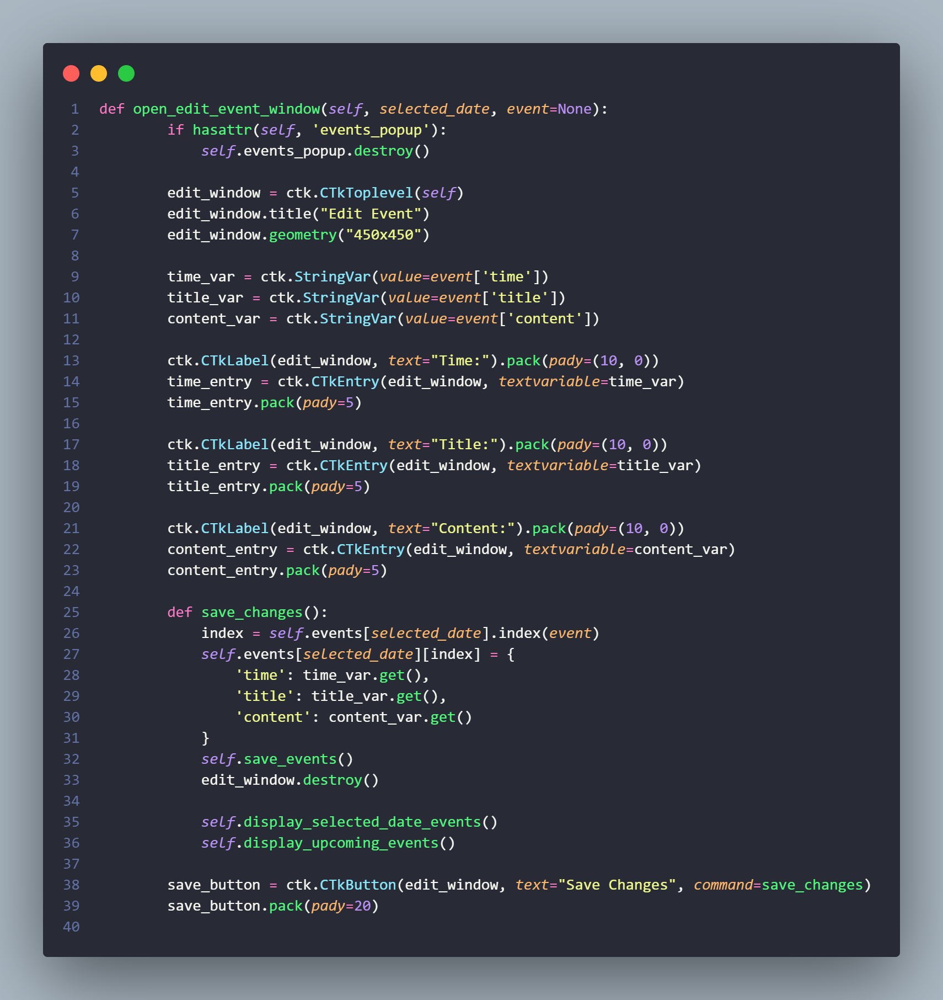 1 def open_edit_event_window(self, selected_date, event=None):
2         if hasattr(self, 'events_popup'):
3             self.events_popup.destroy()
4
5         edit_window = ctk.CTkToplevel(self)
6         edit_window.title("Edit Event")
7         edit_window.geometry("450x450")
8
9         time_var = ctk.StringVar(value=event['time'])
10         title_var = ctk.StringVar(value=event['title'])
11         content_var = ctk.StringVar(value=event['content'])
12
13         ctk.CTkLabel(edit_window, text="Time:").pack(pady=(10, 0))
14         time_entry = ctk.CTkEntry(edit_window, textvariable=time_var)
15         time_entry.pack(pady=5)
16
17         ctk.CTkLabel(edit_window, text="Title:").pack(pady=(10, 0))
18         title_entry = ctk.CTkEntry(edit_window, textvariable=title_var)
19         title_entry.pack(pady=5)
20
21         ctk.CTkLabel(edit_window, text="Content:").pack(pady=(10, 0))
22         content_entry = ctk.CTkEntry(edit_window, textvariable=content_var)
23         content_entry.pack(pady=5)
24
25         def save_changes():
26             index = self.events[selected_date].index(event)
27             self.events[selected_date][index] = {
28                 'time': time_var.get(),
29                 'title': title_var.get(),
30                 'content': content_var.get()
31             }
32             self.save_events()
33             edit_window.destroy()
34
35             self.display_selected_date_events()
36             self.display_upcoming_events()
37
38         save_button = ctk.CTkButton(edit_window, text="Save Changes", command=save_changes)
39         save_button.pack(pady=20)
40